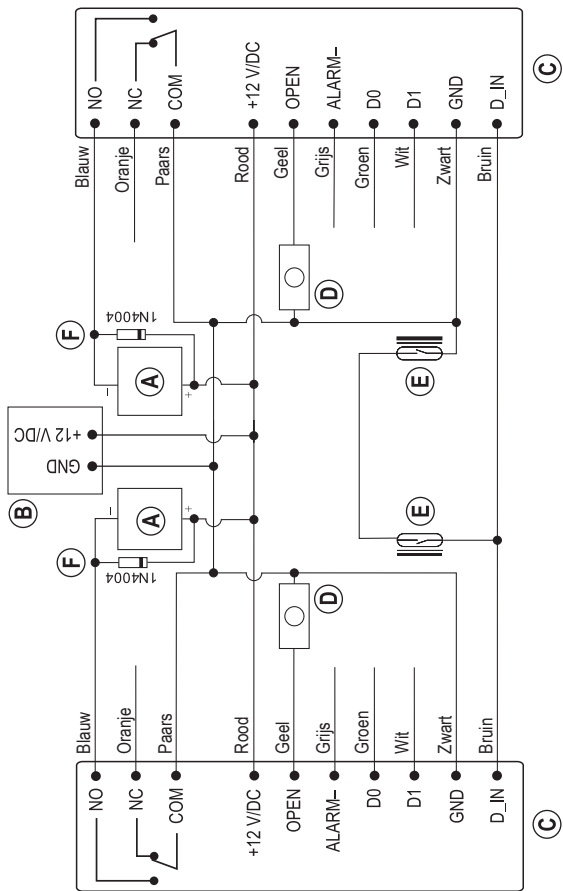 C
NO
NC
COM
+12 V/DC
OPEN
ALARM–
D0
D1
GND
D_IN
Blauw
Oranje
Paars
Rood
Geel
Grijs
Groen
Wit
Zwart
Bruin
F
1N4004
A
–
+
D
E
B
GND
+12 V/DC
F
1N4004
A
–
+
D
E
Blauw
Oranje
Paars
Rood
Geel
Grijs
Groen
Wit
Zwart
Bruin
NO
NC
COM
+12 V/DC
OPEN
ALARM–
D0
D1
GND
D_IN
C